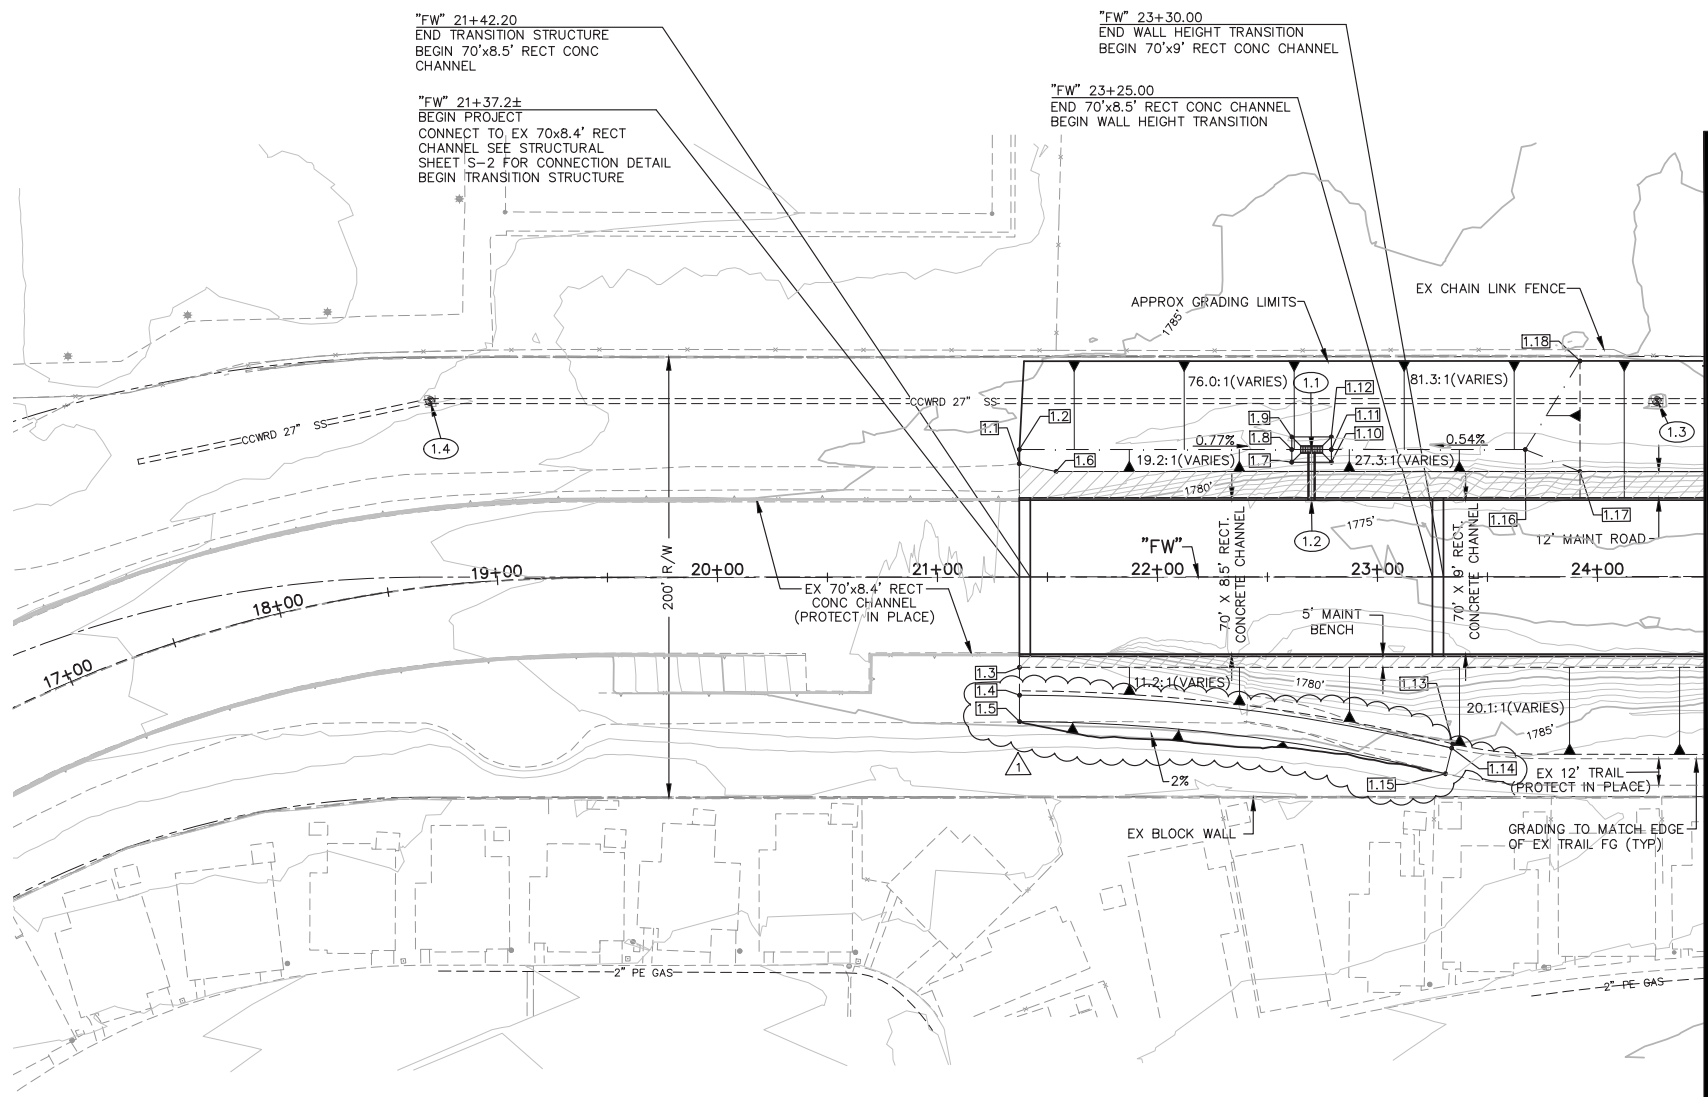 "FW" 21+42.20
END TRANSITION STRUCTURE
BEGIN 70'x8.5' RECT CONC
CHANNEL
"FW" 21+37.2±
BEGIN PROJECT
CONNECT TO EX 70x8.4' RECT
CHANNEL SEE STRUCTURAL
SHEET S-2 FOR CONNECTION DETAIL
BEGIN TRANSITION STRUCTURE
"FW" 23+30.00
END WALL HEIGHT TRANSITION
BEGIN 70'x9' RECT CONC CHANNEL
"FW" 23+25.00
END 70'x8.5' RECT CONC CHANNEL
BEGIN WALL HEIGHT TRANSITION
EX CHAIN LINK FENCE
APPROX GRADING LIMITS
1785'
1.18
76.0:1(VARIES)
1.1
1.12
81.3:1(VARIES)
CCWRD 27" SS
CCWRD 27" SS
1.4
1.3
1.1
1.2
1.9
1.11
1.8
1.10
0.77%
0.54%
1.6
19.2:1(VARIES)
1.7
27.3:1(VARIES)
1780'
1.16
1.17
1775'
1.2
12' MAINT ROAD
200' R/W
70' X 8.5' RECT.
CONCRETE CHANNEL
70' X 9' RECT.
CONCRETE CHANNEL
"FW"
17+00
18+00
19+00
20+00
21+00
22+00
23+00
24+00
EX 70'x8.4' RECT
CONC CHANNEL
(PROTECT IN PLACE)
5' MAINT
BENCH
1.3
1.4
1.5
11.2:1(VARIES)
1780'
1.13
20.1:1(VARIES)
1785'
1
2%
1.15
1.14
EX 12' TRAIL
(PROTECT IN PLACE)
EX BLOCK WALL
GRADING TO MATCH EDGE
OF EX TRAIL FG (TYP)
2" PE GAS
2" PE GAS